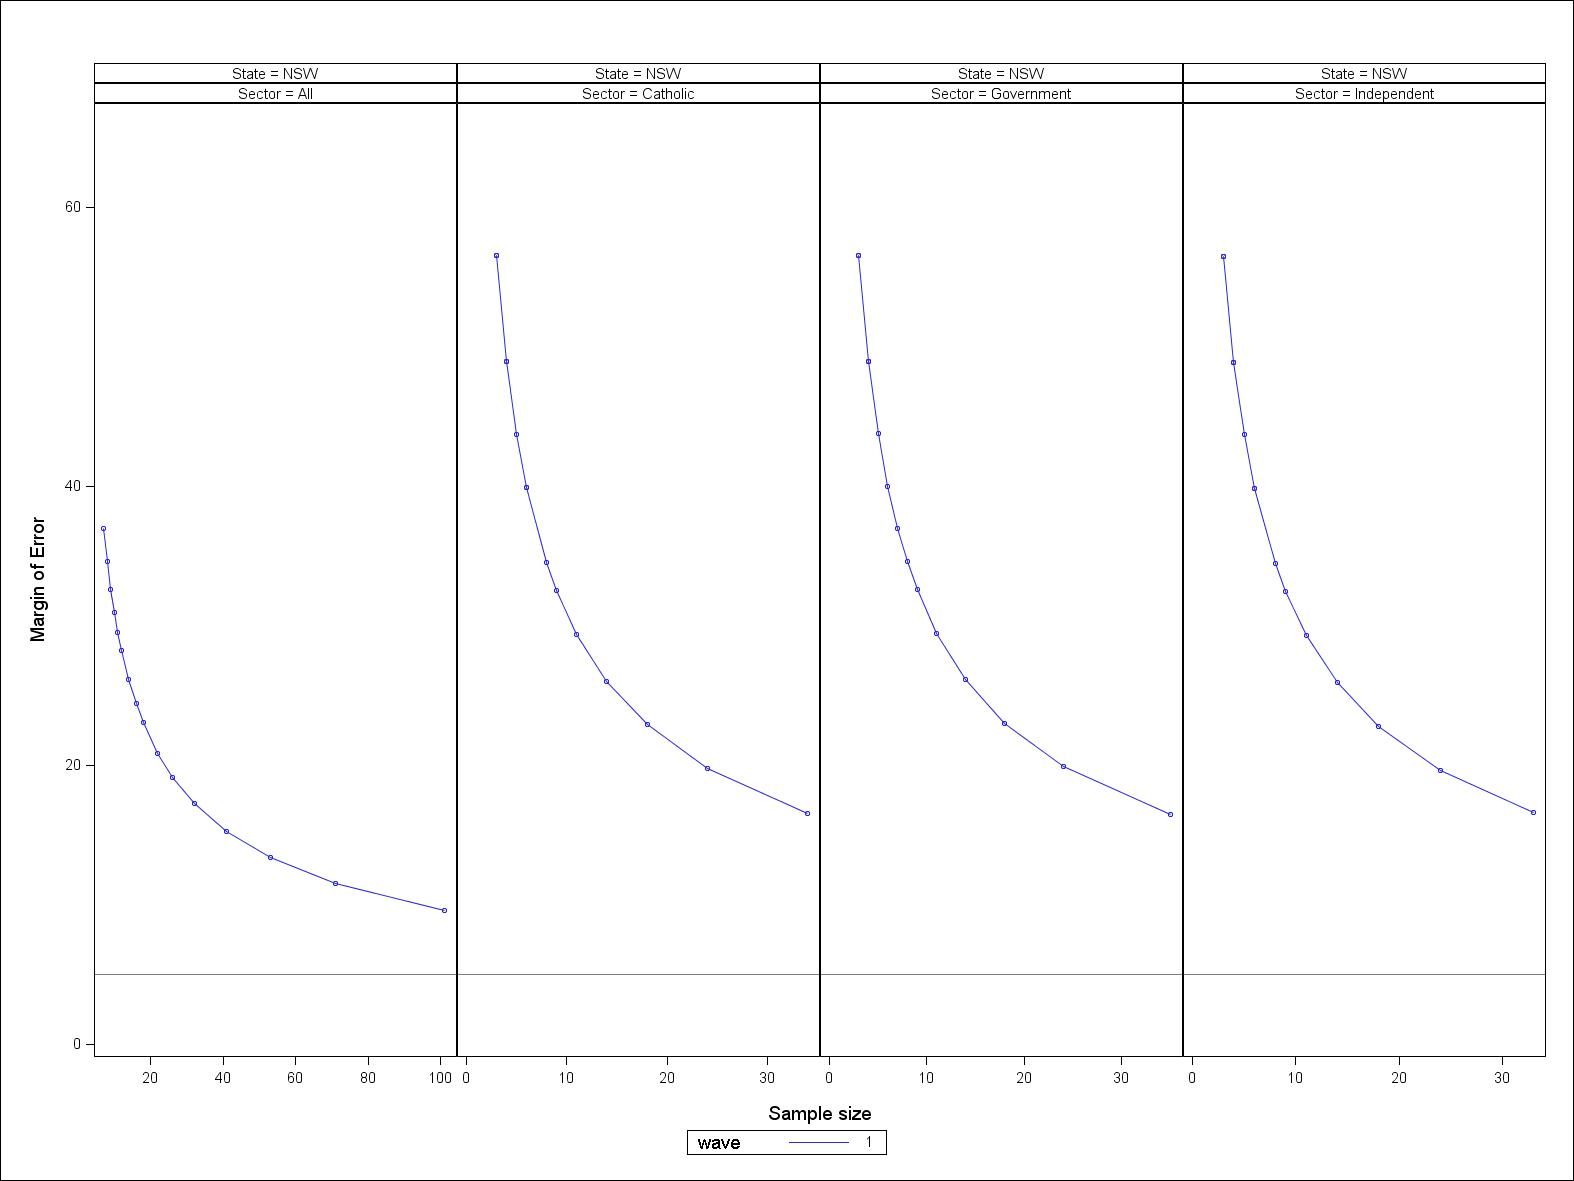 State = NSW State = NSW State = NSW State = NSW
Sector = All Sector = Catholic Sector = Government Sector = Independent
60
40
20
0
Margin of Error
20 40 60 80 100 0 10 20 30 0 10 20 30 0 10 20 30
Sample size
wave 1